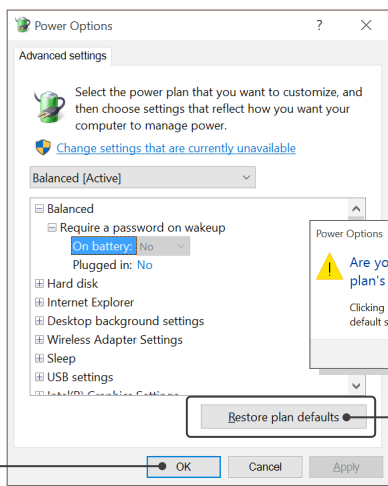 Power Options
Advanced settings
Select the power plan that you want to customize, and
then choose settings that reflect how you want your
computer to manage power.
Change settings that are currently unavailable
Balanced [Active]
Balanced
Require a password on wakeup
On battery: No
Plugged in: No
Hard disk
Internet Explorer
Desktop background settings
Wireless Adapter Settings
Sleep
USB settings
Intel(R) Graphics Settings
Power Options
Are yo
plan's
Clicking
default s
Restore plan defaults
OK Cancel Apply